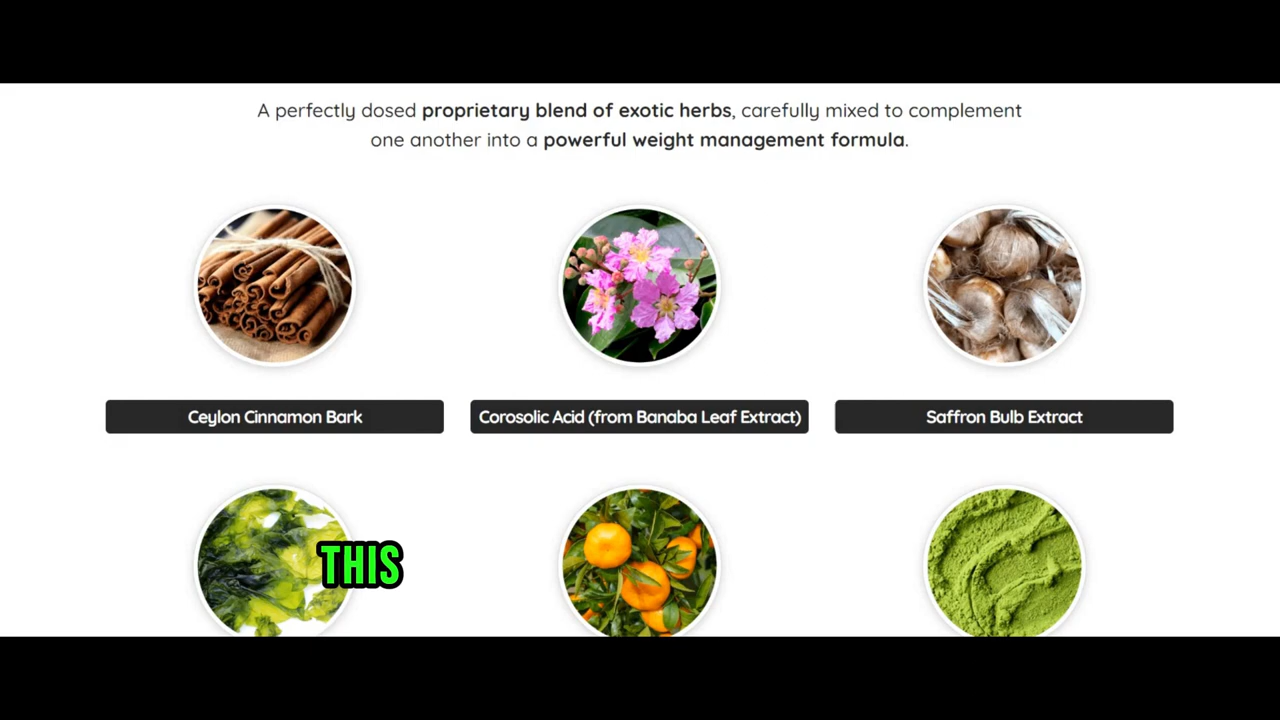 A perfectly dosed proprietary blend of exotic herbs, carefully mixed to complement
one another into a powerful weight management formula.
Ceylon Cinnamon Bark
Corosolic Acid (from Banaba Leaf Extract)
Saffron Bulb Extract
THIS